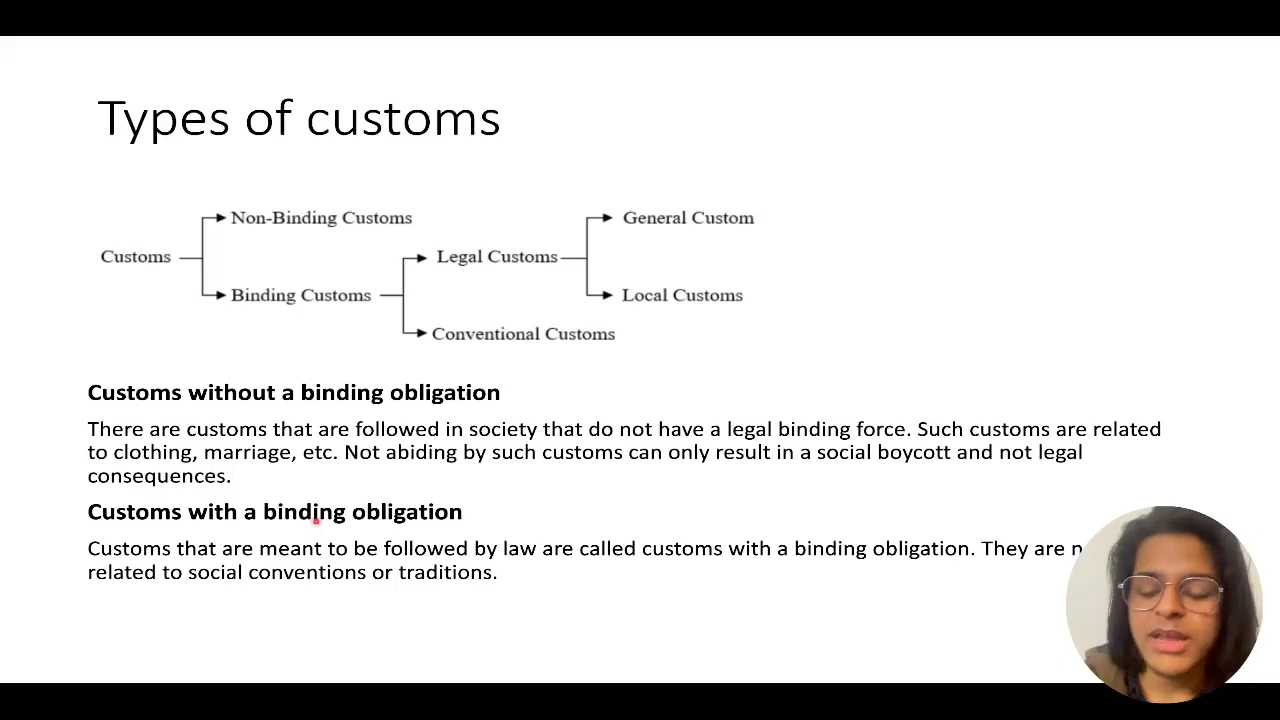 Types of customs
Non-Binding Customs
General Custom
Customs
Legal Customs
Binding Customs
Local Customs
Conventional Customs
Customs without a binding obligation
There are customs that are followed in society that do not have a legal binding force. Such customs are related
to clothing, marriage, etc. Not abiding by such customs can only result in a social boycott and not legal
consequences.
Customs with a binding obligation
Customs that are meant to be followed by law are called customs with a binding obligation. They are
related to social conventions or traditions.